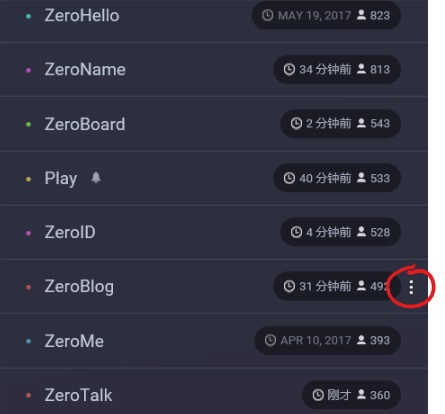 ZeroHello MAY 19, 2017 823
ZeroName 34 分钟前 813
ZeroBoard 2 分钟前 543
Play 40 分钟前 533
ZeroID 4 分钟前 528
ZeroBlog 31 分钟前 492
ZeroMe APR 10, 2017 393
ZeroTalk 刚才 360